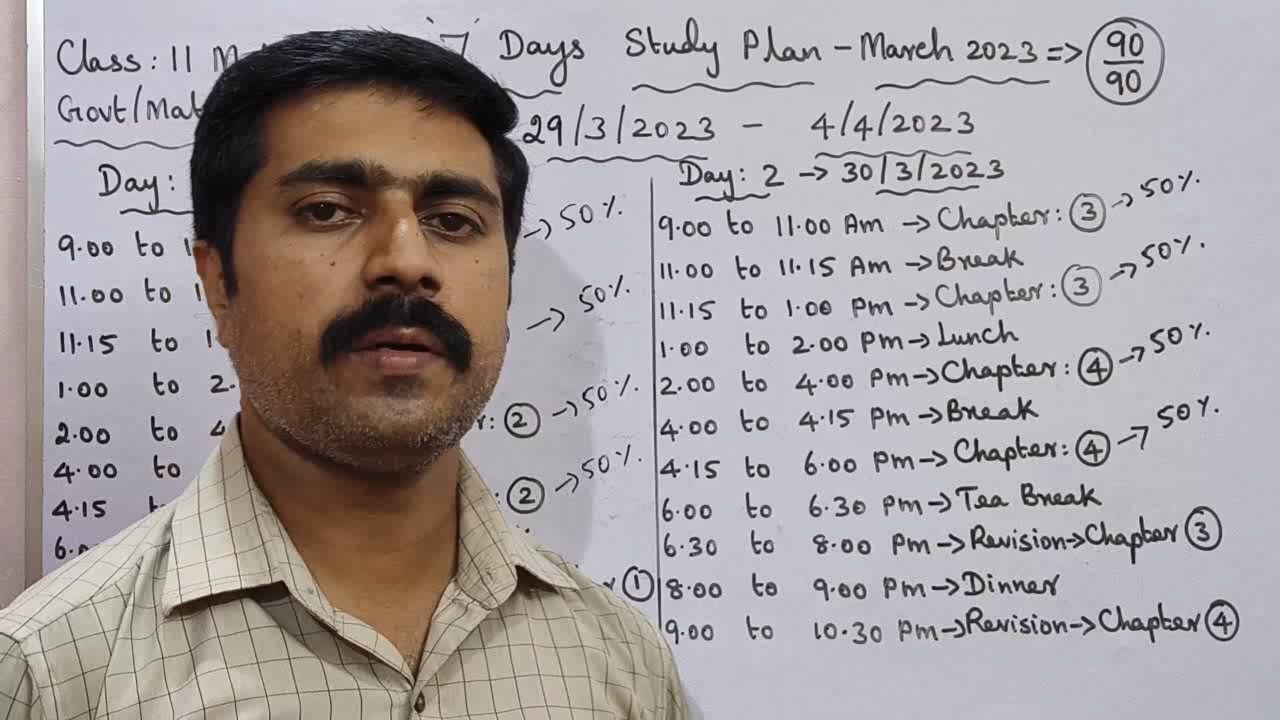 Class: 11 '7' Days Study Plan - March 2023 => 90/90
Govt/Mat
29/3/2023 - 4/4/2023
Day:
9.00 to → 50%
11.00 to
11.15 to → 50%
1.00 to 2.
2.00 to 4 ② → 50%
4.00 to
4.15 ② → 50%
①
Day: 2 → 30/3/2023
9.00 to 11.00 Am → Chapter: ③ → 50%
11.00 to 11.15 Am → Break
11.15 to 1.00 Pm → Chapter: ③ → 50%
1.00 to 2.00 Pm → Lunch
2.00 to 4.00 Pm → Chapter: ④ → 50%
4.00 to 4.15 Pm → Break
4.15 to 6.00 Pm → Chapter: ④ → 50%
6.00 to 6.30 Pm → Tea Break
6.30 to 8.00 Pm → Revision → Chapter ③
8.00 to 9.00 Pm → Dinner
9.00 to 10.30 Pm → Revision → Chapter ④